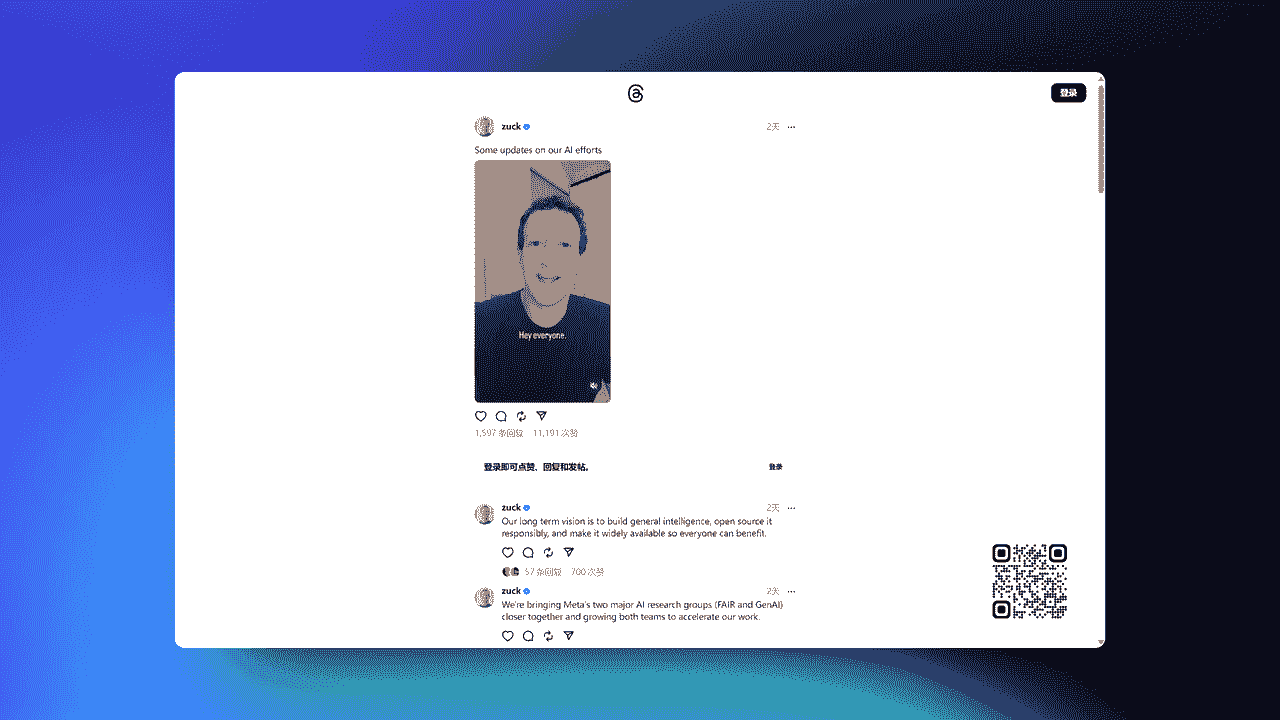 登录
zuck
2天
Some updates on our AI efforts
Hey everyone.
1,597 条回复 11,191 次赞
登录即可点赞、回复和发帖。
登录
zuck
2天
Our long term vision is to build general intelligence, open source it
responsibly, and make it widely available so everyone can benefit.
57 条回复 700 次赞
zuck
2天
We're bringing Meta's two major AI research groups (FAIR and GenAI)
closer together and growing both teams to accelerate our work.